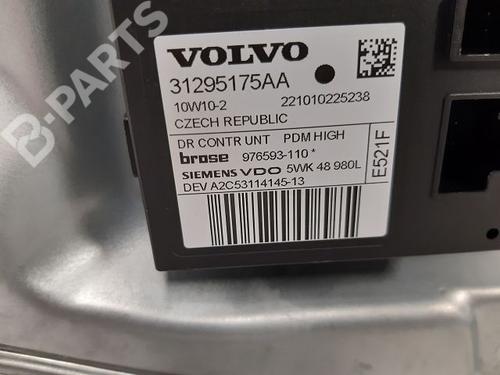 VOLVO
31295175AA
10W10-2 221010225238
CZECH REPUBLIC
DR CONTR UNT PDM HIGH
brose 976593-110*
SIEMENS VDO 5WK 48 980L
DEV A2C53114145-13
E521F
B-PARTS